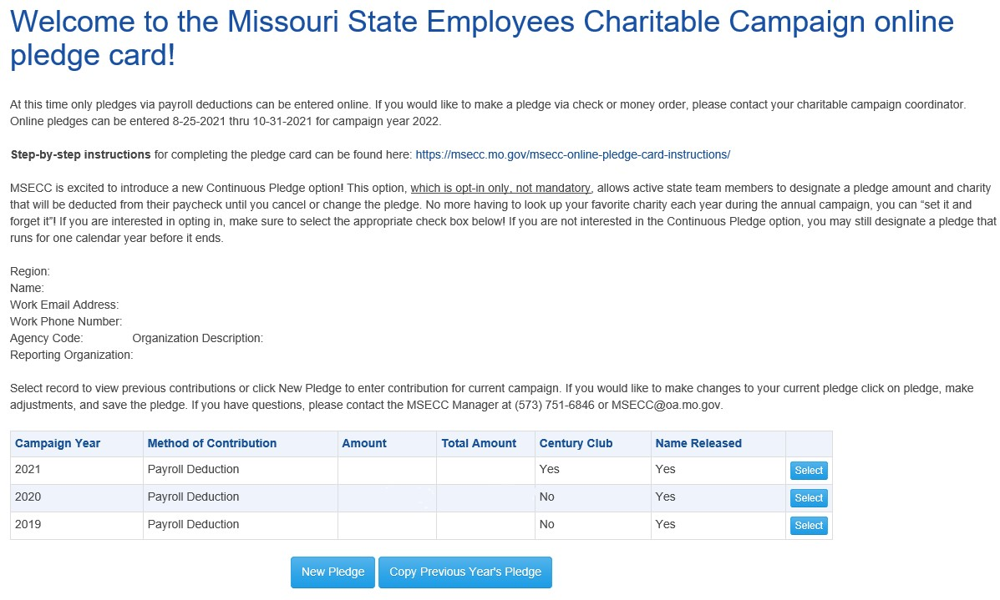 Welcome to the Missouri State Employees Charitable Campaign online
pledge card!
At this time only pledges via payroll deductions can be entered online. If you would like to make a pledge via check or money order, please contact your charitable campaign coordinator.
Online pledges can be entered 8-25-2021 thru 10-31-2021 for campaign year 2022.
Step-by-step instructions for completing the pledge card can be found here: https://msecc.mo.gov/msecc-online-pledge-card-instructions/
MSECC is excited to introduce a new Continuous Pledge option! This option, which is opt-in only, not mandatory, allows active state team members to designate a pledge amount and charity
that will be deducted from their paycheck until you cancel or change the pledge. No more having to look up your favorite charity each year during the annual campaign, you can “set it and
forget it”! If you are interested in opting in, make sure to select the appropriate check box below! If you are not interested in the Continuous Pledge option, you may still designate a pledge that
runs for one calendar year before it ends.
Region:
Name:
Work Email Address:
Work Phone Number:
Agency Code: Organization Description:
Reporting Organization:
Select record to view previous contributions or click New Pledge to enter contribution for current campaign. If you would like to make changes to your current pledge click on pledge, make
adjustments, and save the pledge. If you have questions, please contact the MSECC Manager at (573) 751-6846 or MSECC@oa.mo.gov.
Campaign Year Method of Contribution Amount Total Amount Century Club Name Released
2021 Payroll Deduction Yes Yes Select
2020 Payroll Deduction No Yes Select
2019 Payroll Deduction No Yes Select
New Pledge Copy Previous Year's Pledge